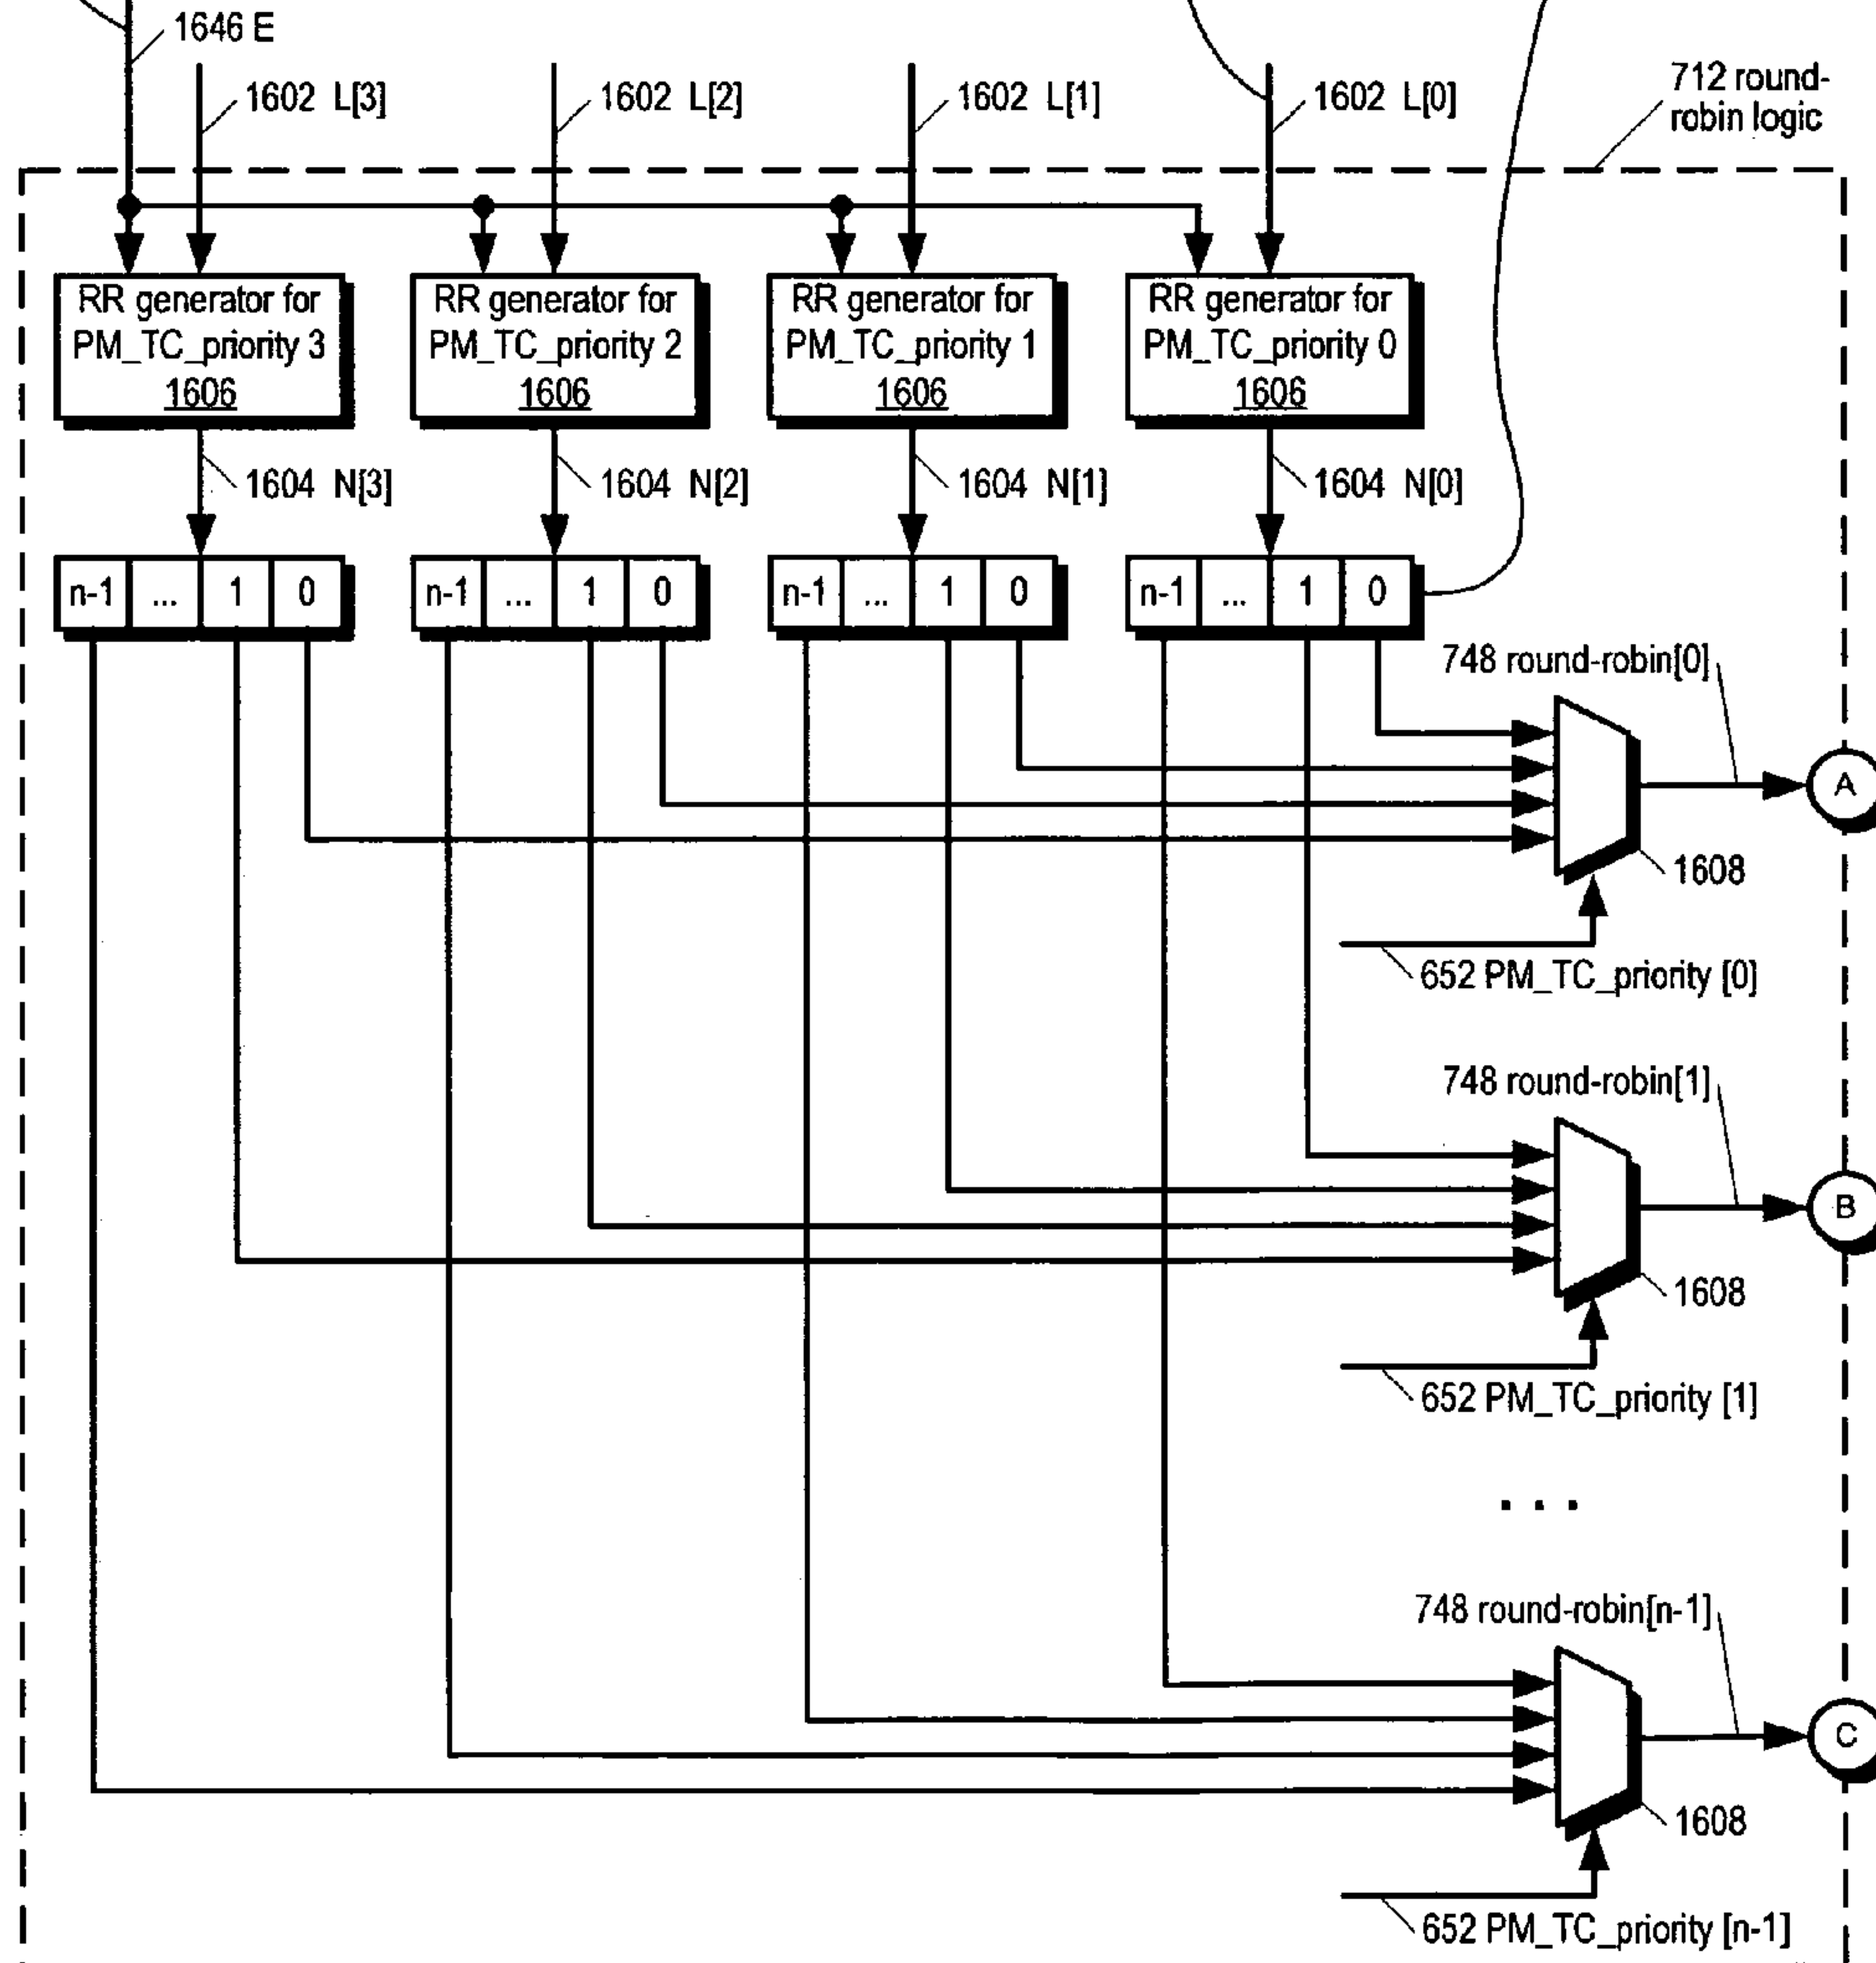 1646 E
1602 L[3]
1602 L[2]
1602 L[1]
1602 L[0]
712 round-
robin logic
RR generator for
PM_TC_priority 3
1606
RR generator for
PM_TC_priority 2
1606
RR generator for
PM_TC_priority 1
1606
RR generator for
PM_TC_priority 0
1606
1604 N[3]
1604 N[2]
1604 N[1]
1604 N[0]
n-1 ... 1 0
n-1 ... 1 0
n-1 ... 1 0
n-1 ... 1 0
748 round-robin[0]
A
1608
652 PM_TC_priority [0]
748 round-robin[1]
B
1608
652 PM_TC_priority [1]
. . .
748 round-robin[n-1]
C
1608
652 PM_TC_priority [n-1]